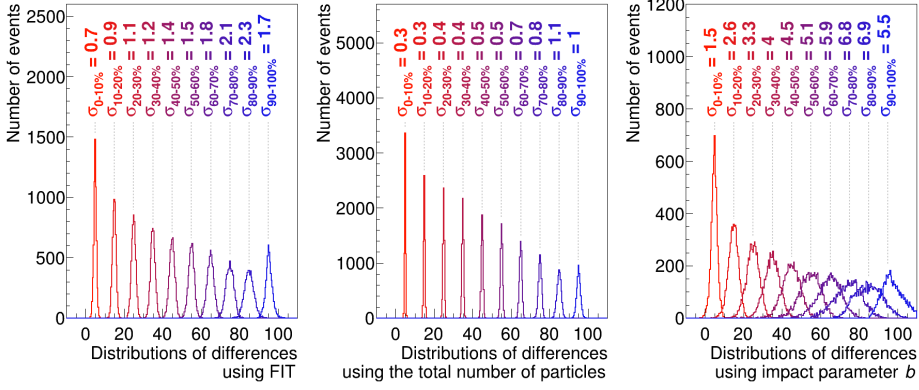 Number of events
2500
2000
1500
1000
500
0
σ0-10% = 0.7
σ10-20% = 0.9
σ20-30% = 1.1
σ30-40% = 1.2
σ40-50% = 1.4
σ50-60% = 1.5
σ60-70% = 1.8
σ70-80% = 2.1
σ80-90% = 2.3
σ90-100% = 1.7
0 20 40 60 80 100
Distributions of differences
using FIT
Number of events
5000
4000
3000
2000
1000
0
σ0-10% = 0.3
σ10-20% = 0.3
σ20-30% = 0.4
σ30-40% = 0.4
σ40-50% = 0.5
σ50-60% = 0.5
σ60-70% = 0.7
σ70-80% = 0.8
σ80-90% = 1.1
σ90-100% = 1
0 20 40 60 80 100
Distributions of differences
using the total number of particles
Number of events
1200
1000
800
600
400
200
0
σ0-10% = 1.5
σ10-20% = 2.6
σ20-30% = 3.3
σ30-40% = 4
σ40-50% = 4.5
σ50-60% = 5.1
σ60-70% = 5.9
σ70-80% = 6.8
σ80-90% = 6.9
σ90-100% = 5.5
0 20 40 60 80 100
Distributions of differences
using impact parameter b